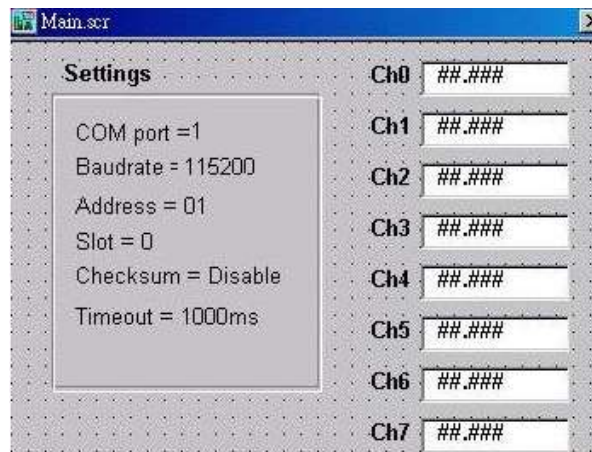 Main.scr
Settings
COM port =1
Baudrate = 115200
Address = 01
Slot = 0
Checksum = Disable
Timeout = 1000ms
Ch0 ##.###
Ch1 ##.###
Ch2 ##.###
Ch3 ##.###
Ch4 ##.###
Ch5 ##.###
Ch6 ##.###
Ch7 ##.###